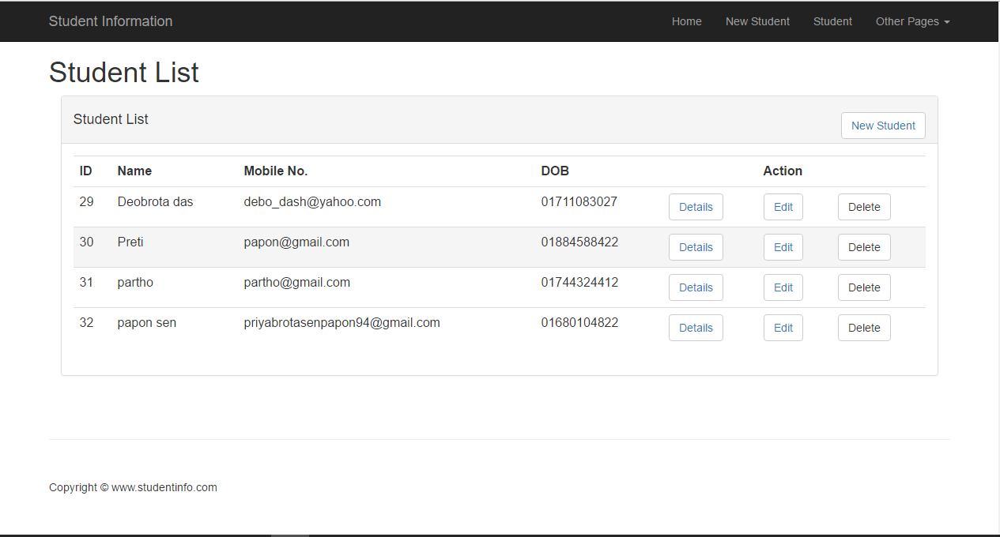 Student Information Home New Student Student Other Pages
Student List
Student List New Student
ID Name Mobile No. DOB Action
29 Deobrota das debo_dash@yahoo.com 01711083027 Details Edit Delete
30 Preti papon@gmail.com 01884588422 Details Edit Delete
31 partho partho@gmail.com 01744324412 Details Edit Delete
32 papon sen priyabrotasenpapon94@gmail.com 01680104822 Details Edit Delete
Copyright © www.studentinfo.com